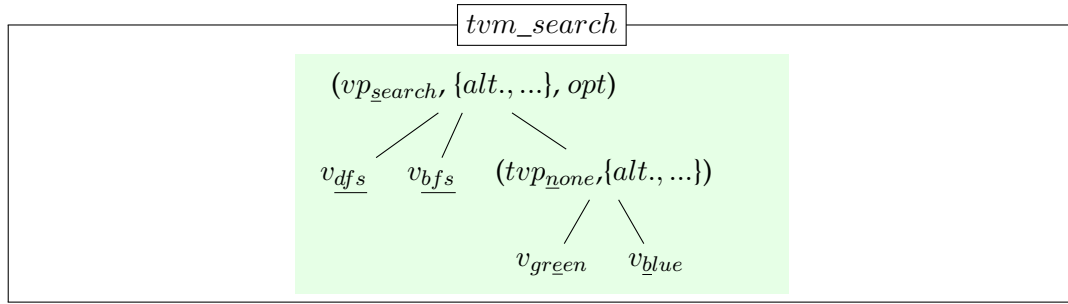 tvm_search
(vp_search, {alt., ...}, opt)
v_dfs v_bfs (tvp_none,{alt., ...})
v_green v_blue